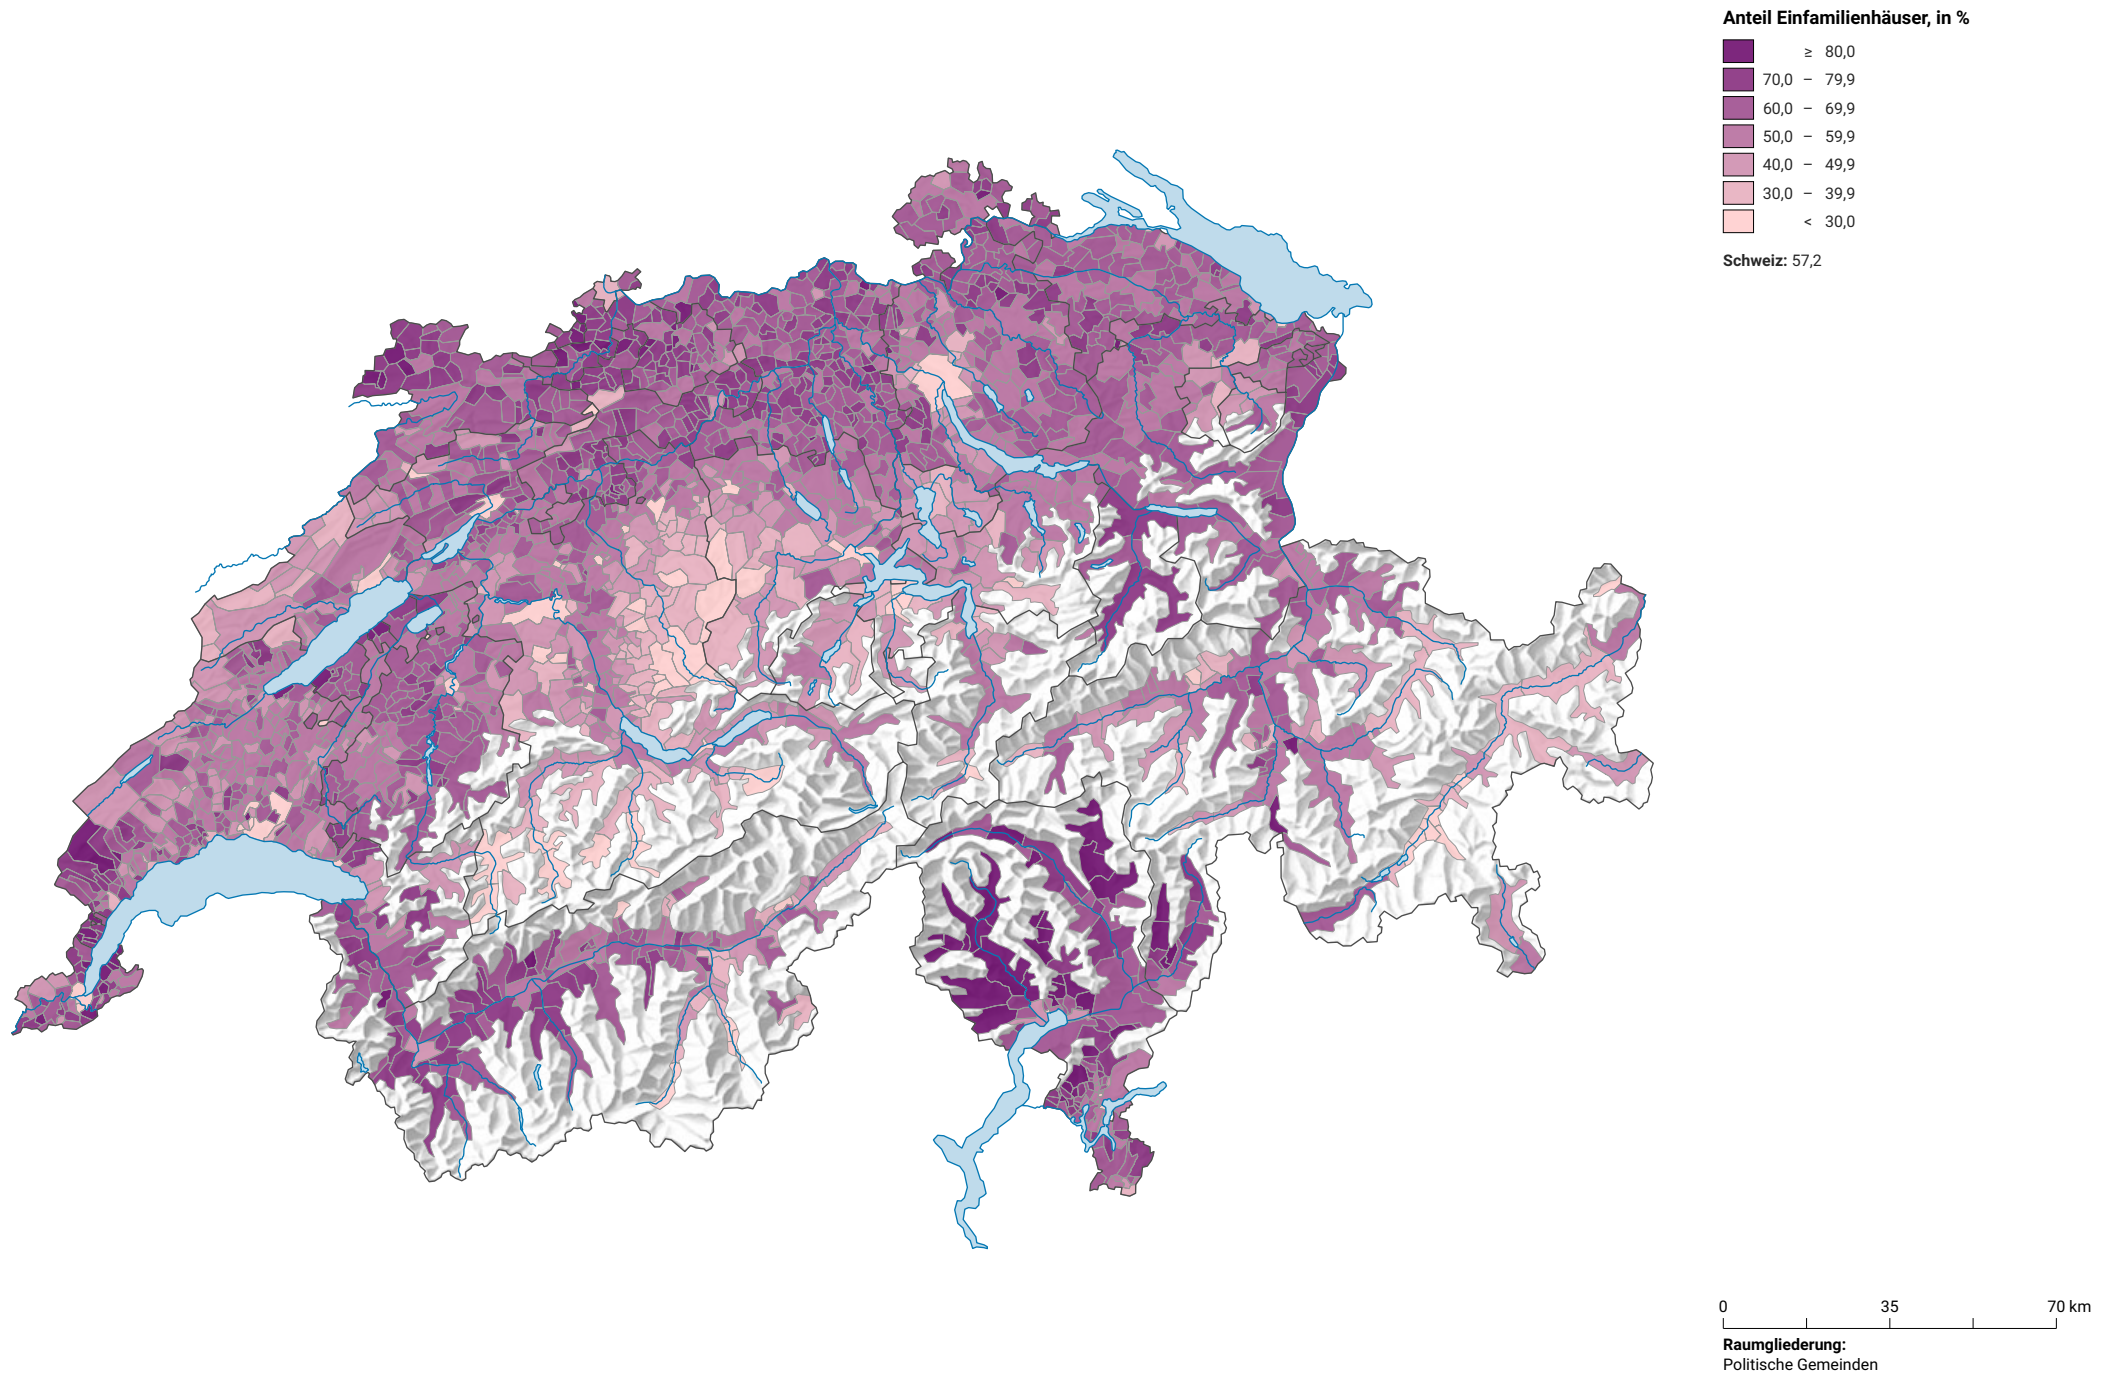 Anteil Einfamilienhäuser, in %
≥ 80,0
70,0 – 79,9
60,0 – 69,9
50,0 – 59,9
40,0 – 49,9
30,0 – 39,9
< 30,0
Schweiz: 57,2
0 35 70 km
Raumgliederung:
Politische Gemeinden